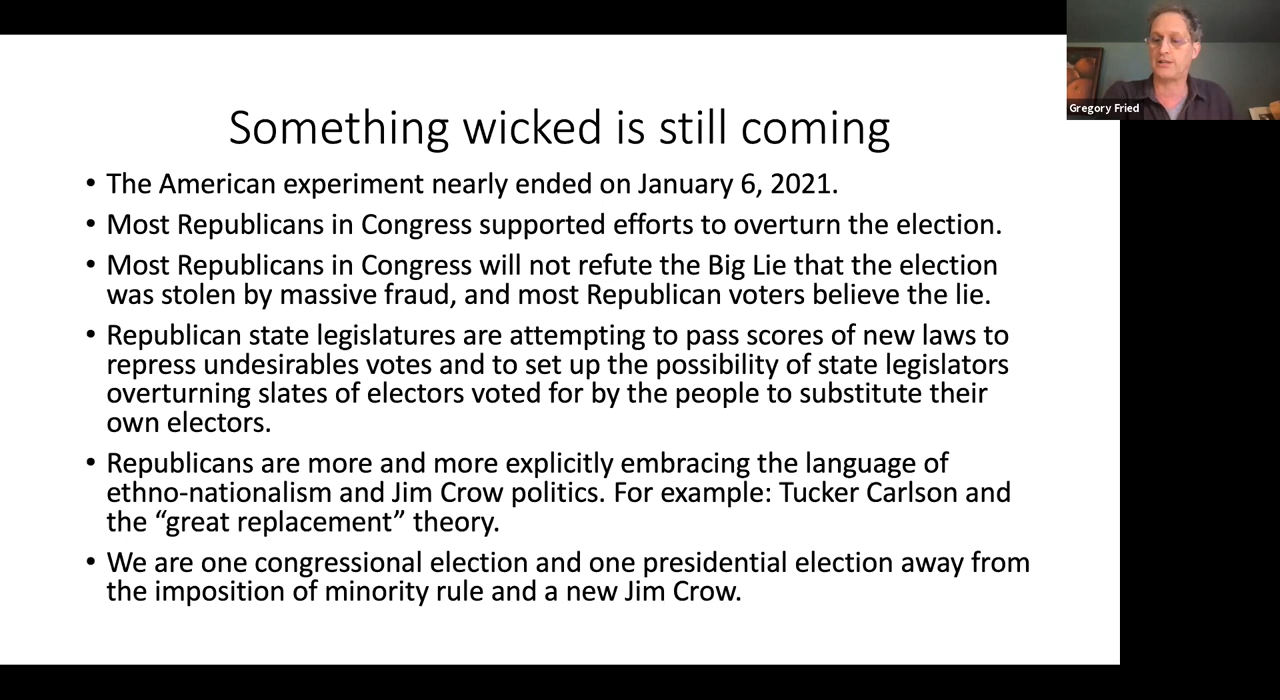 Gregory Fried
Something wicked is still coming
• The American experiment nearly ended on January 6, 2021.
• Most Republicans in Congress supported efforts to overturn the election.
• Most Republicans in Congress will not refute the Big Lie that the election
was stolen by massive fraud, and most Republican voters believe the lie.
• Republican state legislatures are attempting to pass scores of new laws to
repress undesirables votes and to set up the possibility of state legislators
overturning slates of electors voted for by the people to substitute their
own electors.
• Republicans are more and more explicitly embracing the language of
ethno-nationalism and Jim Crow politics. For example: Tucker Carlson and
the “great replacement” theory.
• We are one congressional election and one presidential election away from
the imposition of minority rule and a new Jim Crow.